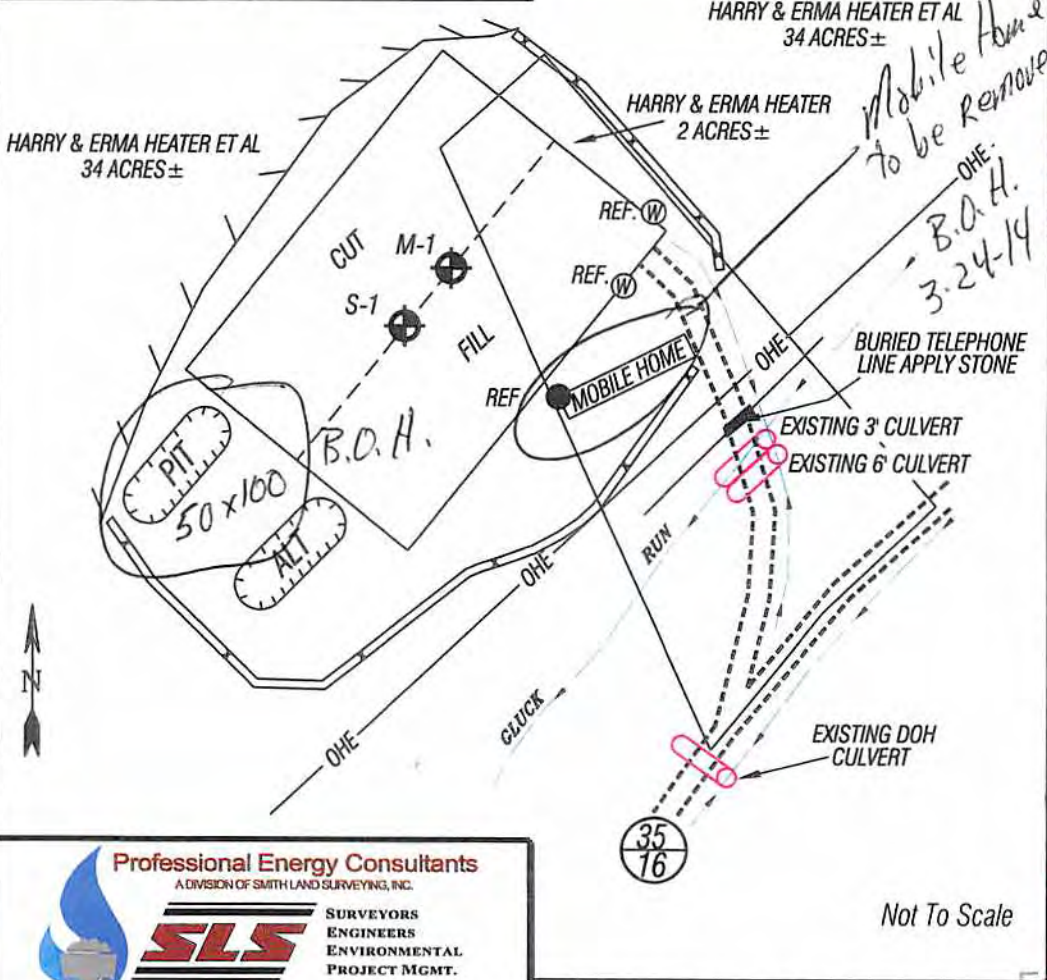 HARRY & ERMA HEATER ET AL
34 ACRES±
Mobile Home
to be Remove
B.O.H.
3-24-14
HARRY & ERMA HEATER
2 ACRES±
HARRY & ERMA HEATER ET AL
34 ACRES±
OHE
REF. W
REF. W
CUT
M-1
S-1
FILL
REF
MOBILE HOME
OHE
BURIED TELEPHONE
LINE APPLY STONE
EXISTING 3' CULVERT
EXISTING 6' CULVERT
B.O.H.
PIT
50x100
ALT
OHE
RUN
GLUCK
N
OHE
EXISTING DOH
CULVERT
35
16
Not To Scale
Professional Energy Consultants
A DIVISION OF SMITH LAND SURVEYING, INC.
SLS
SURVEYORS
ENGINEERS
ENVIRONMENTAL
PROJECT MGMT.